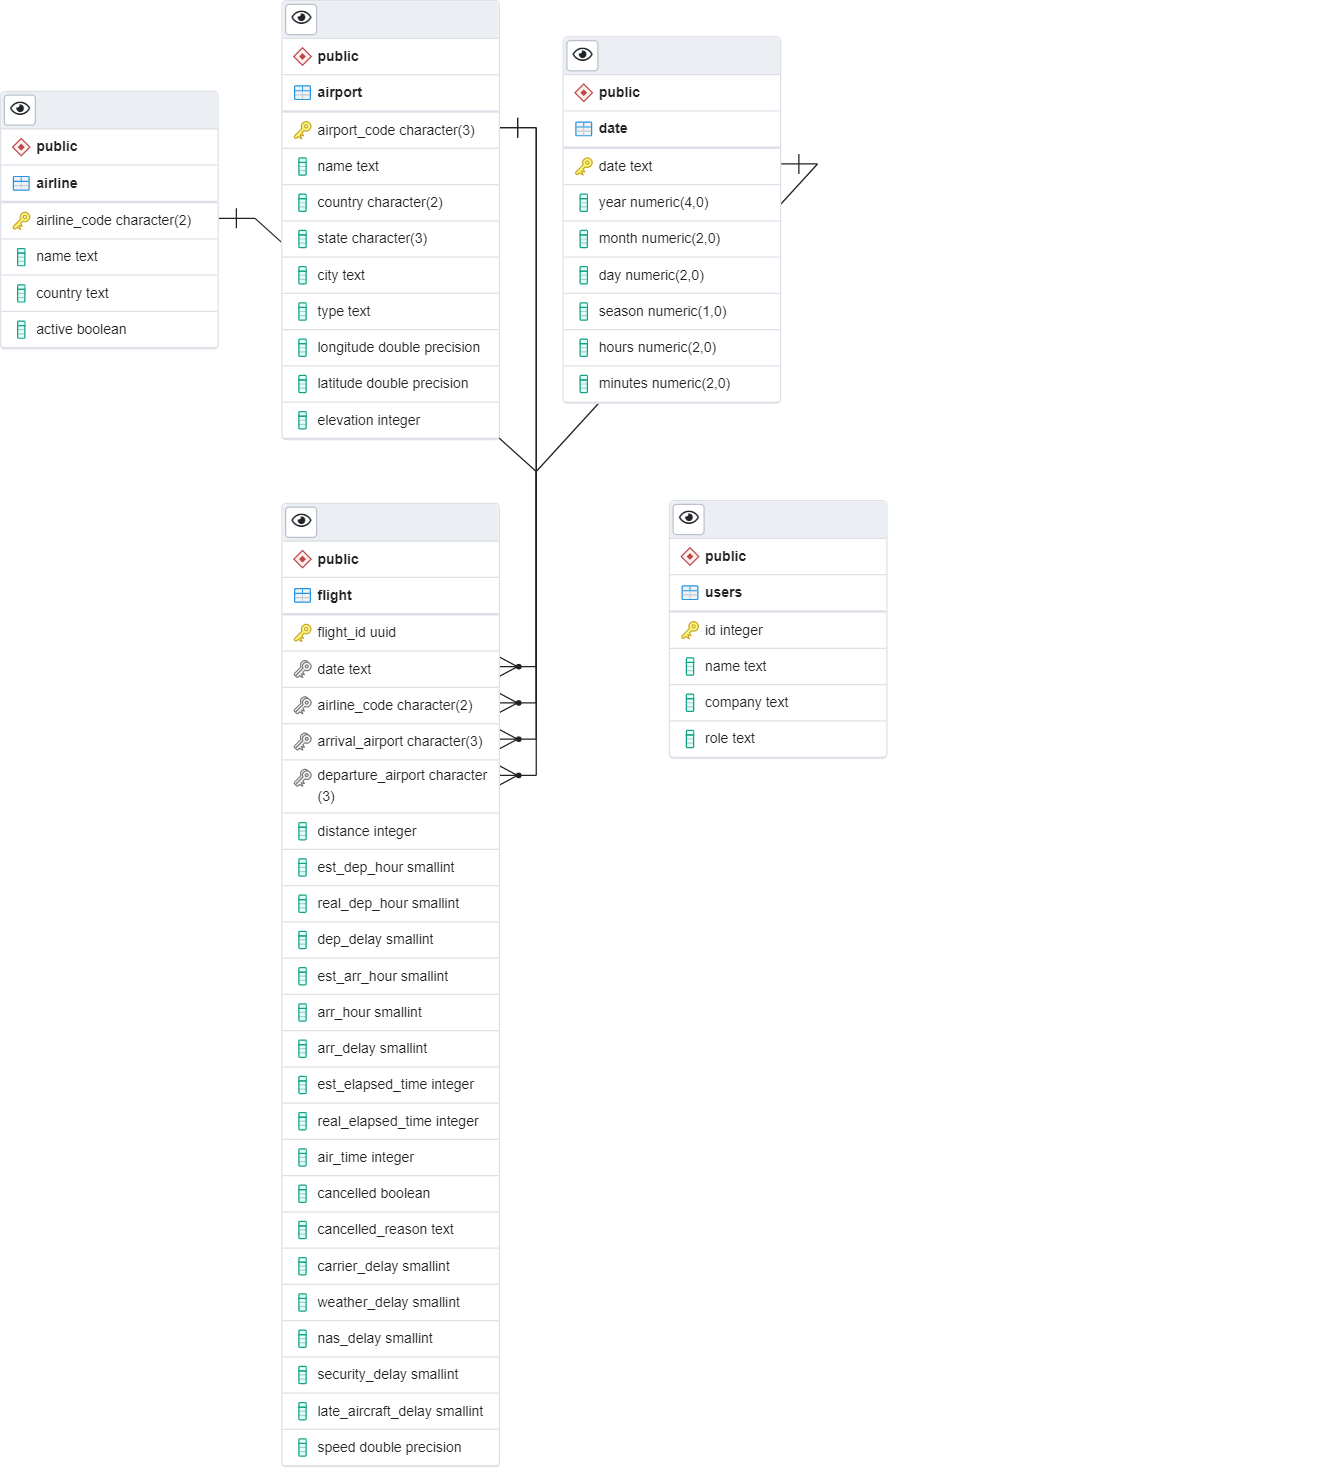 public
airline
airline_code character(2)
name text
country text
active boolean
public
airport
airport_code character(3)
name text
country character(2)
state character(3)
city text
type text
longitude double precision
latitude double precision
elevation integer
public
date
date text
year numeric(4,0)
month numeric(2,0)
day numeric(2,0)
season numeric(1,0)
hours numeric(2,0)
minutes numeric(2,0)
public
flight
flight_id uuid
date text
airline_code character(2)
arrival_airport character(3)
departure_airport character
(3)
distance integer
est_dep_hour smallint
real_dep_hour smallint
dep_delay smallint
est_arr_hour smallint
arr_hour smallint
arr_delay smallint
est_elapsed_time integer
real_elapsed_time integer
air_time integer
cancelled boolean
cancelled_reason text
carrier_delay smallint
weather_delay smallint
nas_delay smallint
security_delay smallint
late_aircraft_delay smallint
speed double precision
public
users
id integer
name text
company text
role text